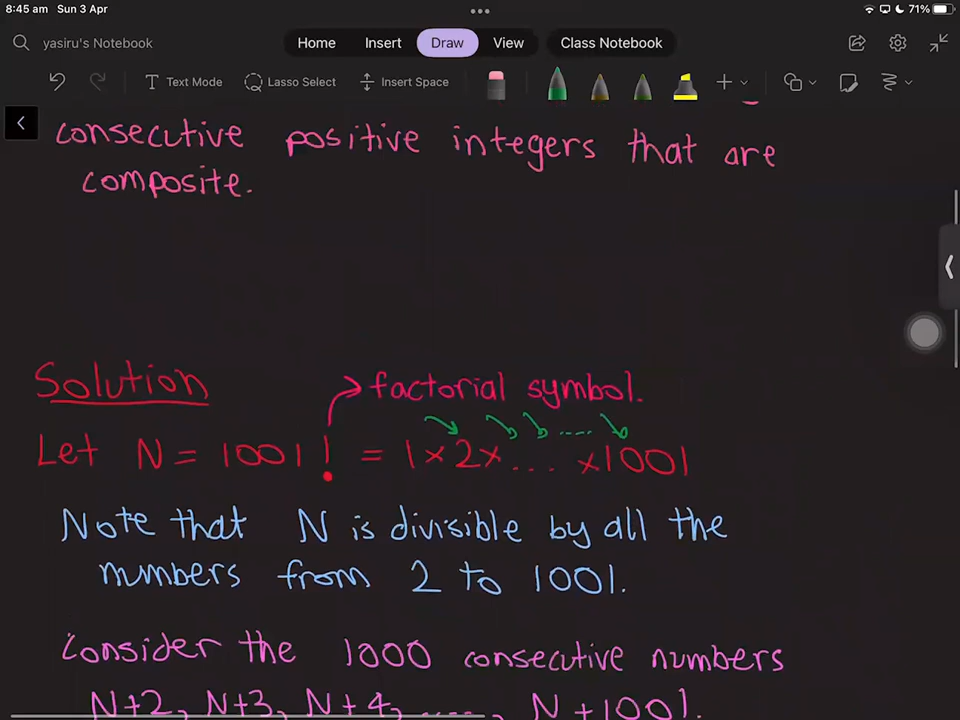 8:45 am Sun 3 Apr 71%
yasiru's Notebook Home Insert Draw View Class Notebook
Text Mode Lasso Select Insert Space
consecutive positive integers that are
composite.
Solution
factorial symbol.
Let N = 1001! = 1×2×... ×1001
Note that N is divisible by all the
numbers from 2 to 1001.
Consider the 1000 consecutive numbers
N+2, N+3, N+4, ....., N+1001.